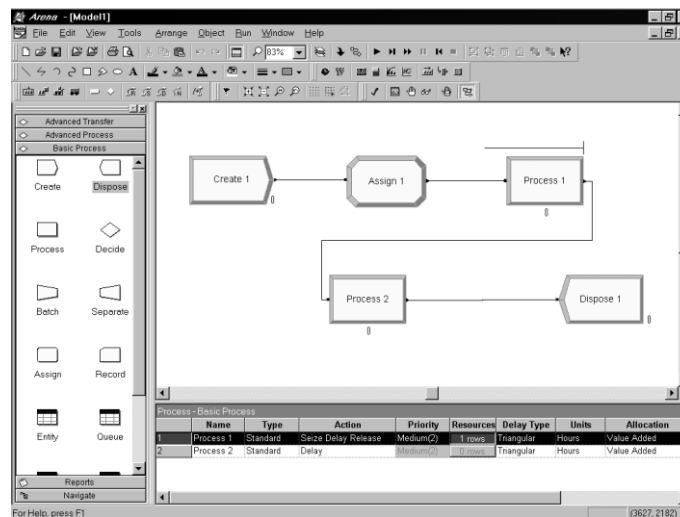 Arena - [Model1]
File Edit View Tools Arrange Object Run Window Help
83%
Advanced Transfer
Advanced Process
Basic Process
Create Dispose
Process Decide
Batch Separate
Assign Record
Entity Queue
Reports
Navigate
Create 1
0
Assign 1
Process 1
0
Process 2
0
Dispose 1
0
Process - Basic Process
Name Type Action Priority Resources Delay Type Units Allocation
1 Process 1 Standard Seize Delay Release Medium(2) 1 rows Triangular Hours Value Added
2 Process 2 Standard Delay Medium(2) 0 rows Triangular Hours Value Added
For Help, press F1
(3627, 2182)